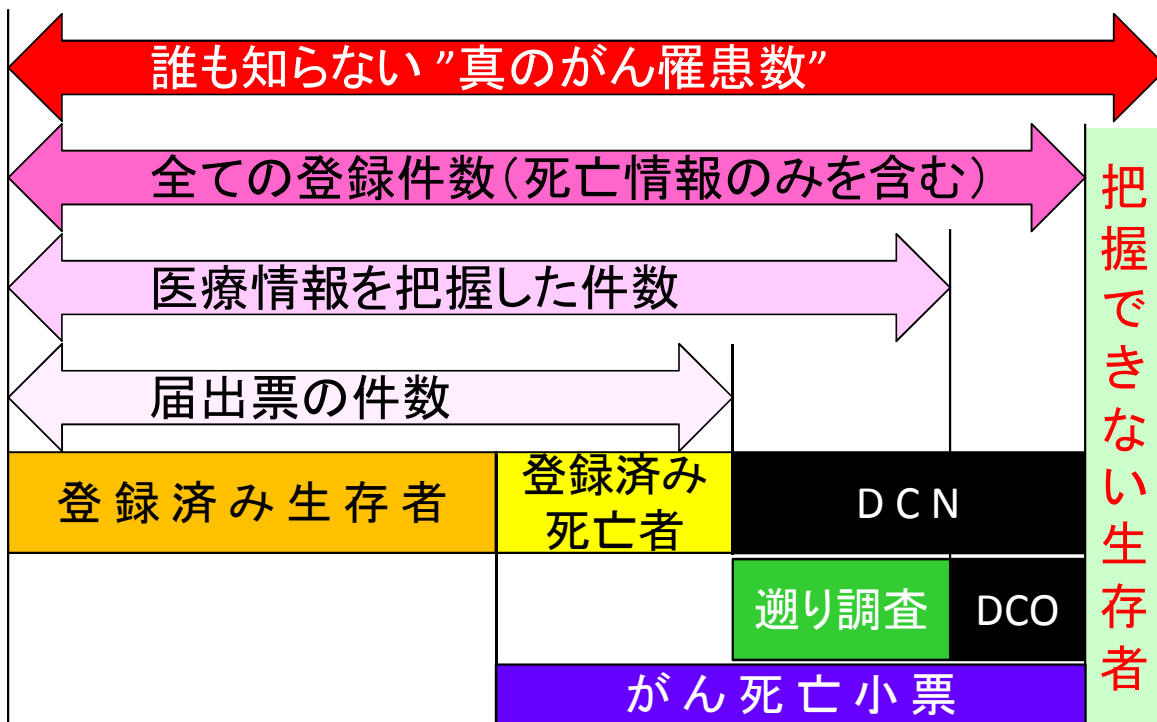 誰も知らない ”真のがん罹患数”
全ての登録件数（死亡情報のみを含む）
医療情報を把握した件数
届出票の件数
登録済み生存者
登録済み
死亡者
DCN
遡り調査
DCO
がん死亡小票
把握できない生存者